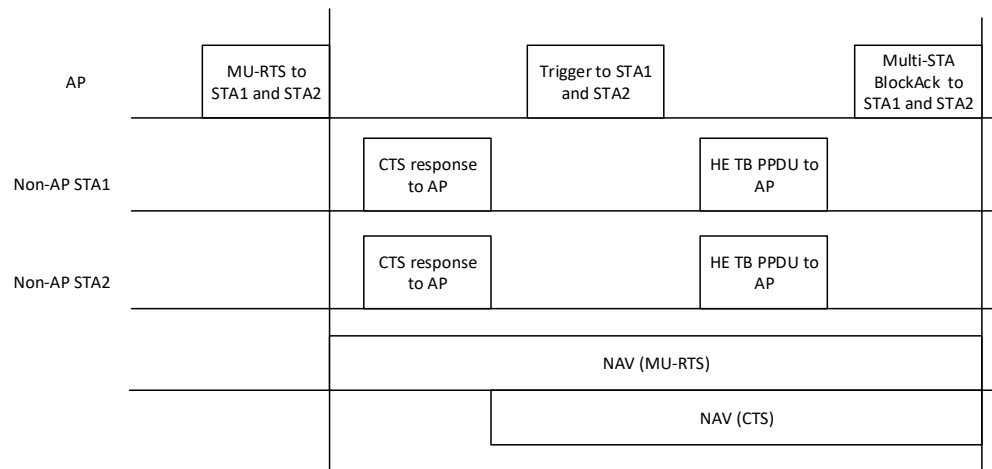 AP
MU-RTS to
STA1 and STA2
Trigger to STA1
and STA2
Multi-STA
BlockAck to
STA1 and STA2
Non-AP STA1
CTS response
to AP
HE TB PPDU to
AP
Non-AP STA2
CTS response
to AP
HE TB PPDU to
AP
NAV (MU-RTS)
NAV (CTS)